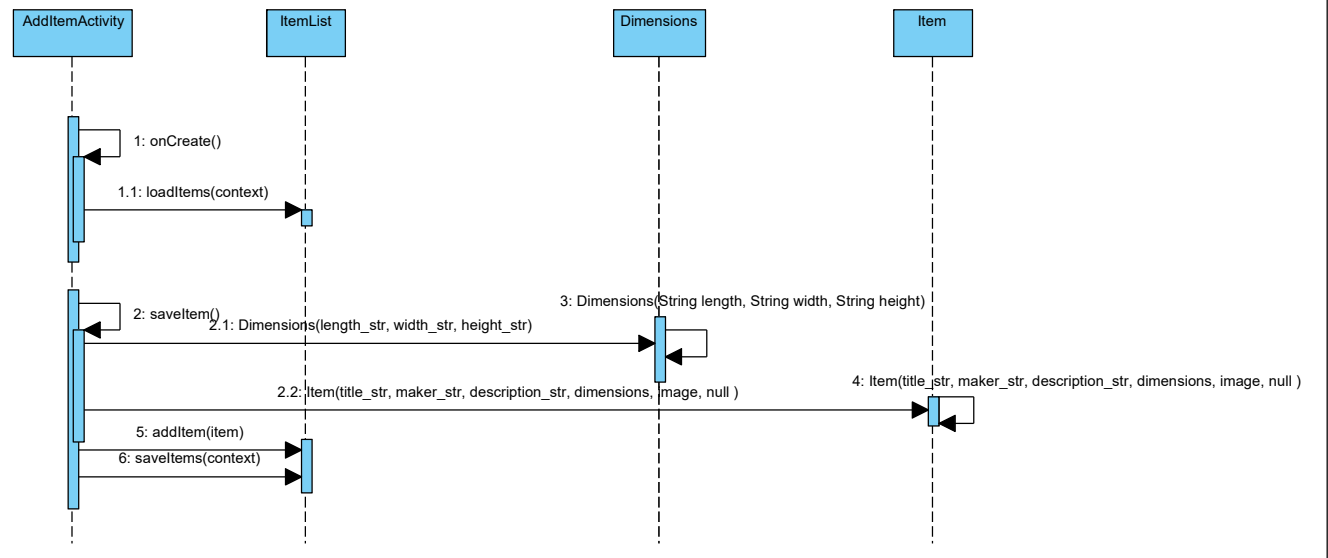 AddItemActivity
ItemList
Dimensions
Item
1: onCreate()
1.1: loadItems(context)
3: Dimensions(String length, String width, String height)
2: saveItem()
2.1: Dimensions(length_str, width_str, height_str)
4: Item(title_str, maker_str, description_str, dimensions, image, null )
2.2: Item(title_str, maker_str, description_str, dimensions, image, null )
5: addItem(item)
6: saveItems(context)